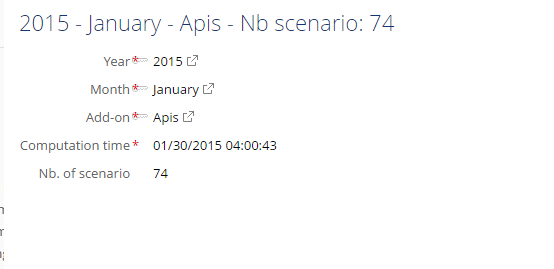 2015 - January - Apis - Nb scenario: 74
Year* 2015
Month* January
Add-on* Apis
Computation time* 01/30/2015 04:00:43
Nb. of scenario 74